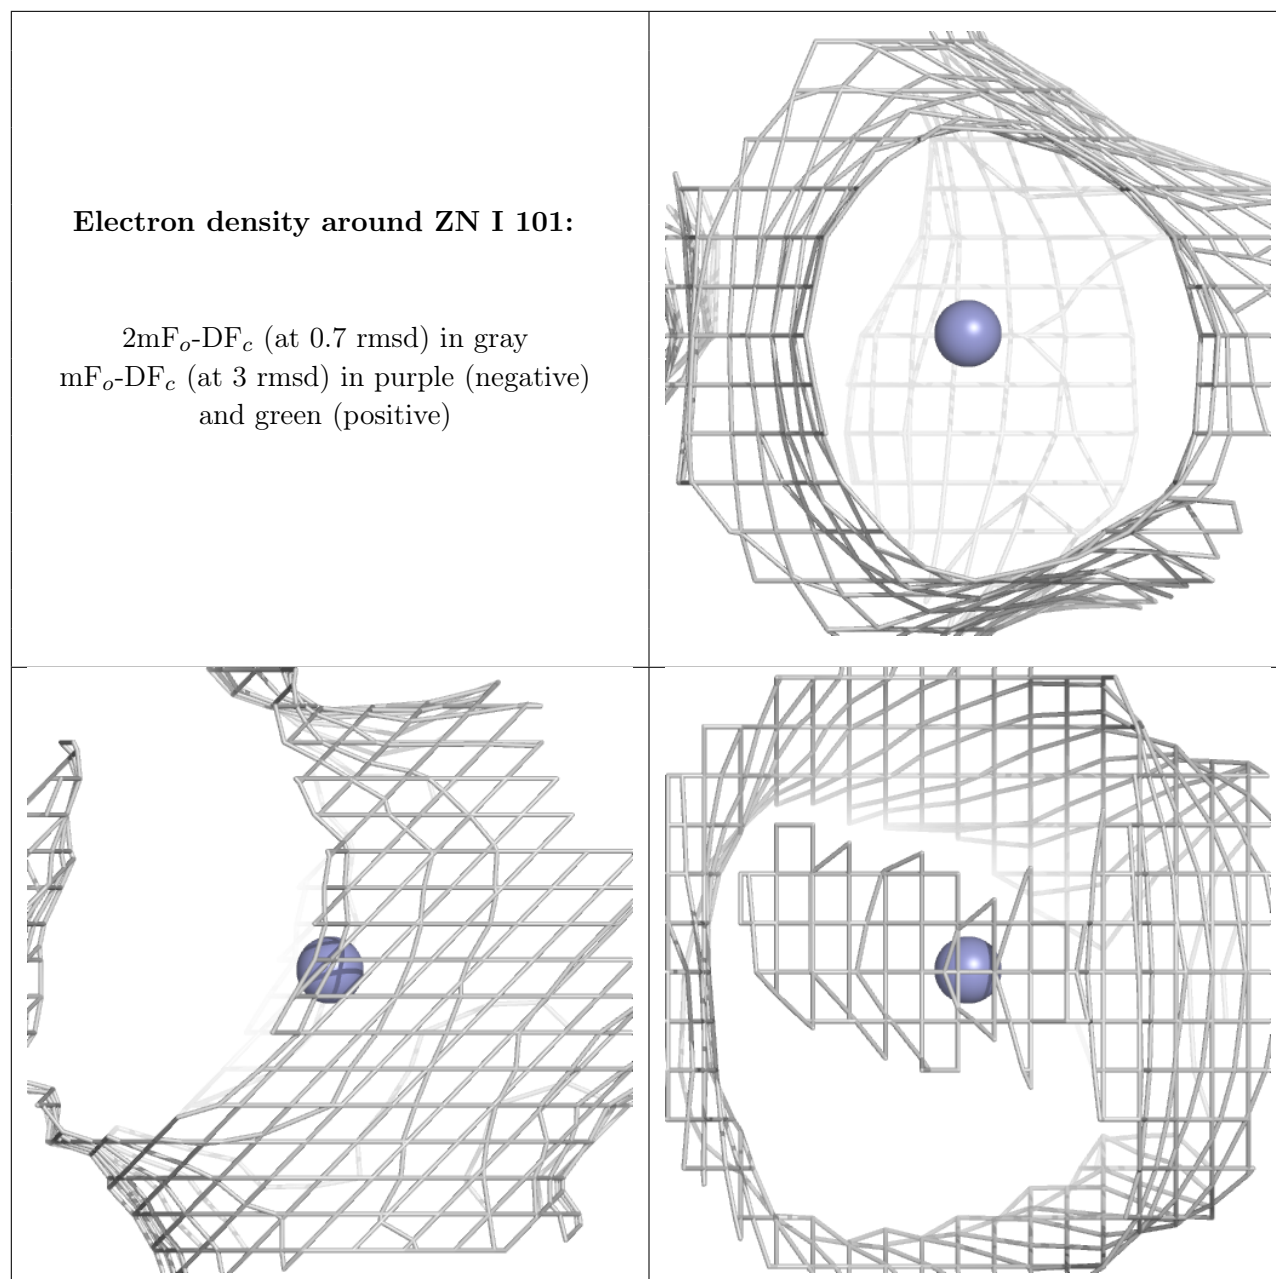 Electron density around ZN I 101:
2mFₒ-DF𝒸 (at 0.7 rmsd) in gray
mFₒ-DF𝒸 (at 3 rmsd) in purple (negative)
and green (positive)